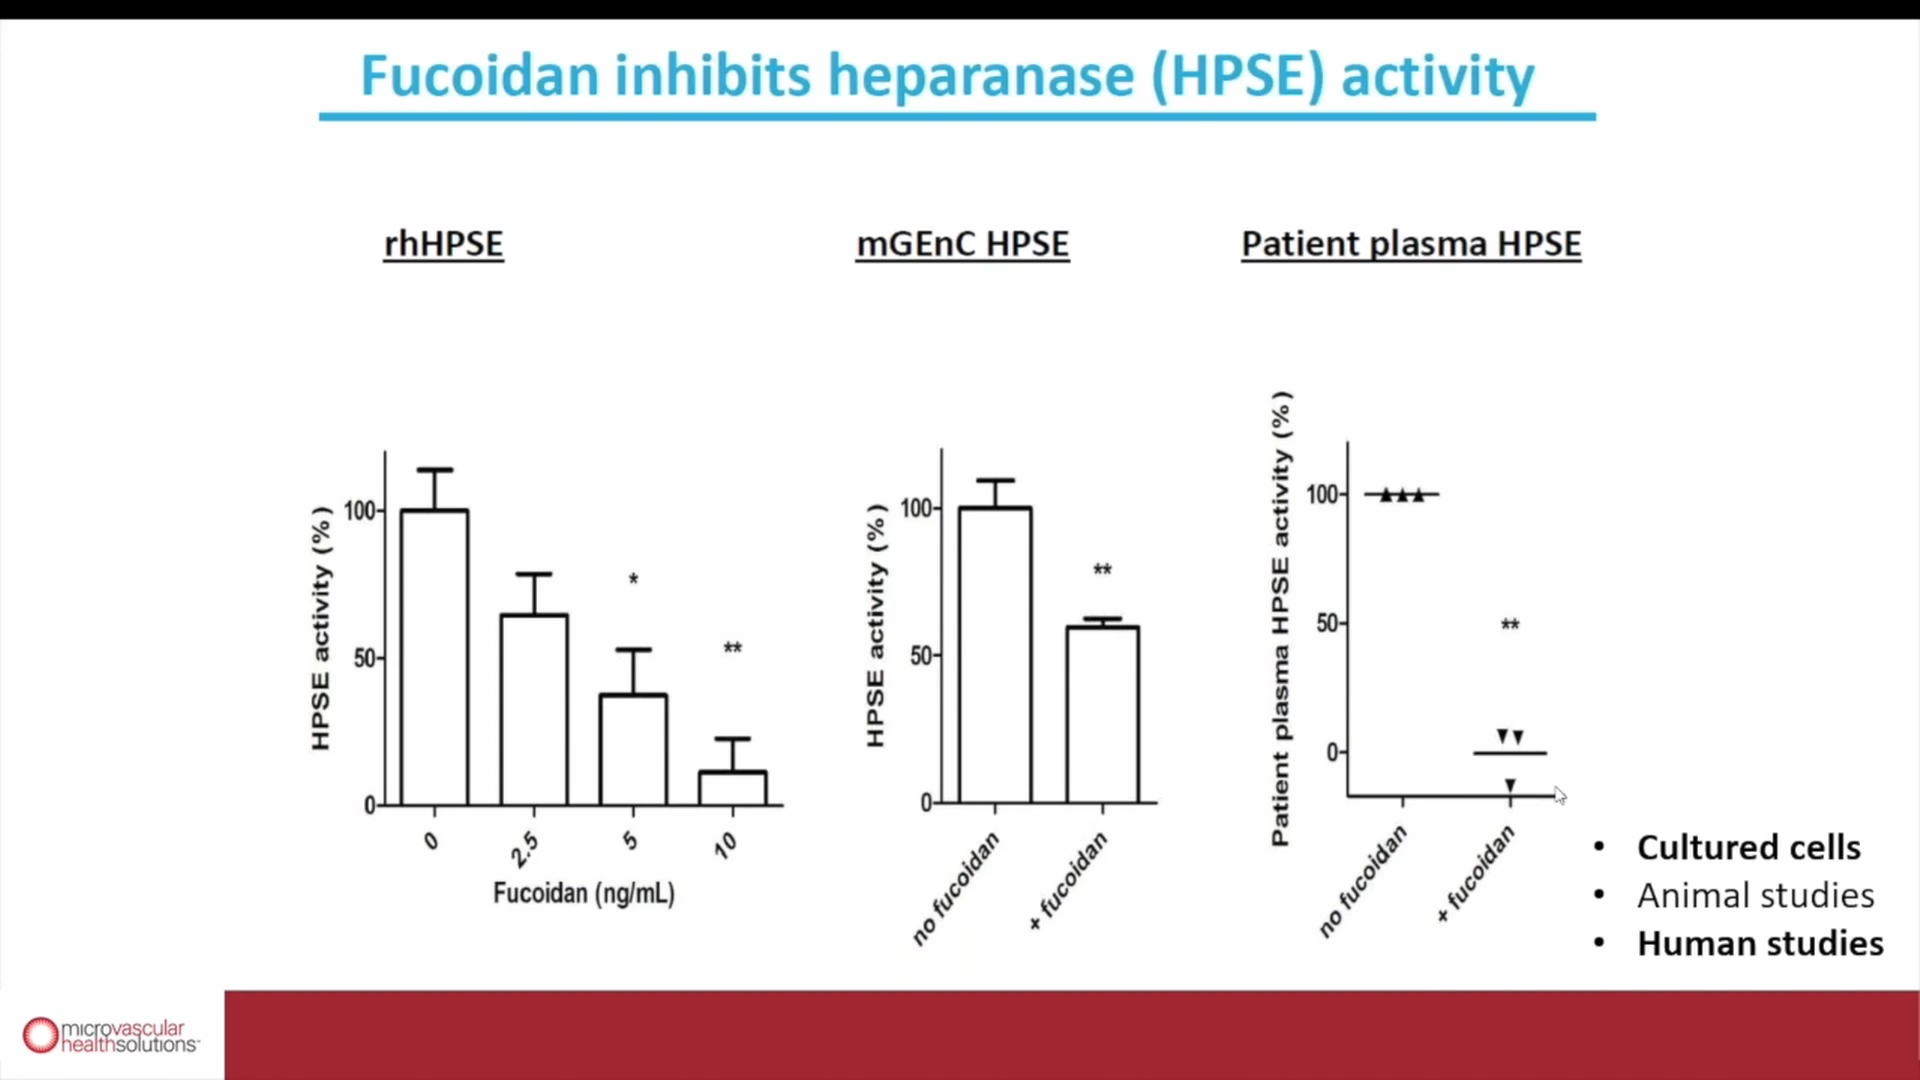 Fucoidan inhibits heparanase (HPSE) activity
rhHPSE
HPSE activity (%)
100
50
0
*
**
0
2.5
5
10
Fucoidan (ng/mL)
mGEnC HPSE
HPSE activity (%)
100
50
0
**
no fucoidan
+ fucoidan
Patient plasma HPSE
Patient plasma HPSE activity (%)
100
50
0
**
no fucoidan
+ fucoidan
• Cultured cells
• Animal studies
• Human studies
microvascular
healthsolutions™